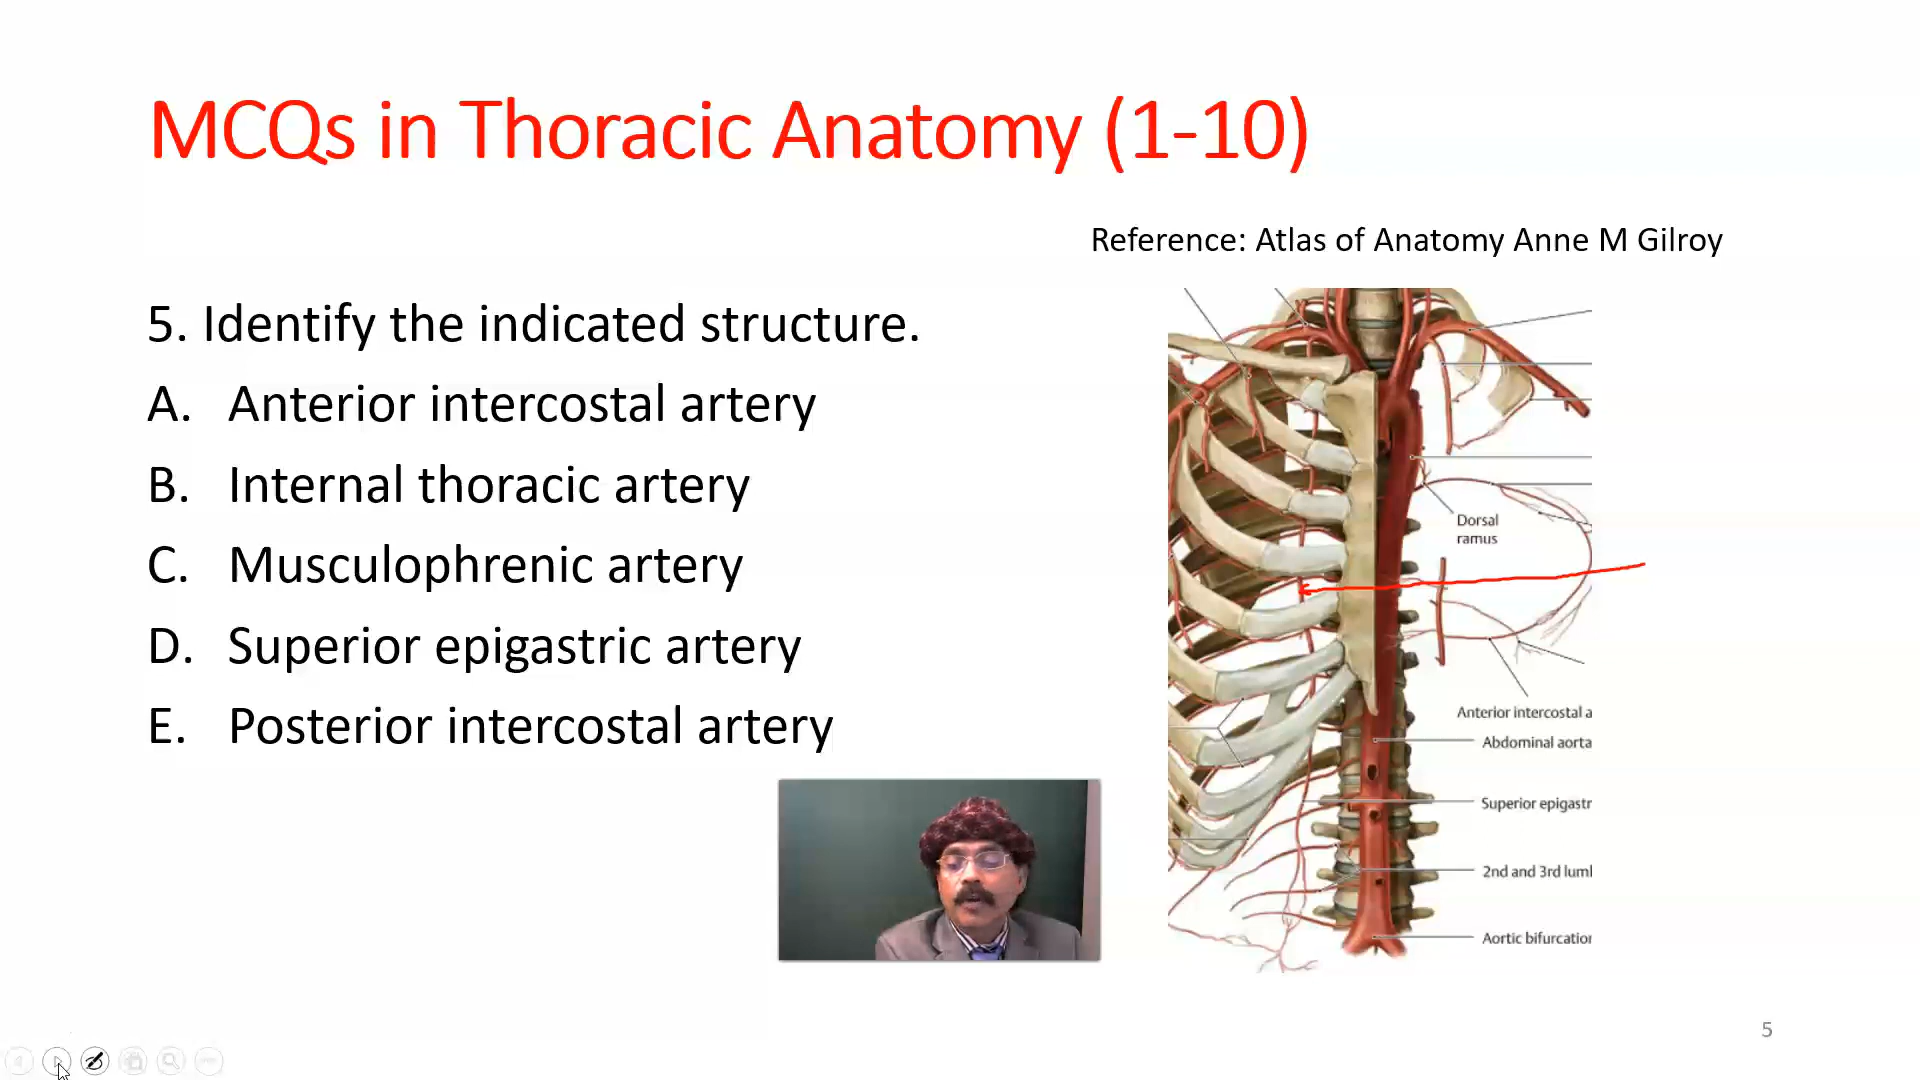 MCQs in Thoracic Anatomy (1-10)
Reference: Atlas of Anatomy Anne M Gilroy
5. Identify the indicated structure.
A. Anterior intercostal artery
B. Internal thoracic artery
C. Musculophrenic artery
D. Superior epigastric artery
E. Posterior intercostal artery
Dorsal
ramus
Anterior intercostal a
Abdominal aorta
Superior epigastr
2nd and 3rd luml
Aortic bifurcation
5